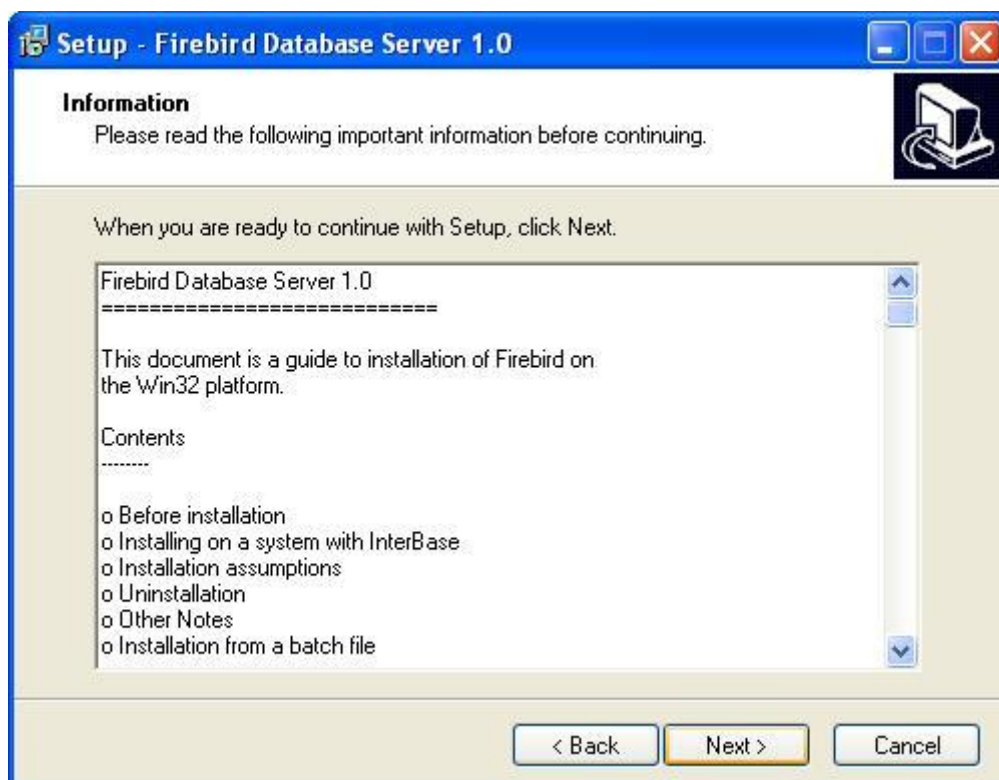 Setup - Firebird Database Server 1.0
Information
Please read the following important information before continuing.
When you are ready to continue with Setup, click Next.
Firebird Database Server 1.0
============================
This document is a guide to installation of Firebird on
the Win32 platform.
Contents
--------
o Before installation
o Installing on a system with InterBase
o Installation assumptions
o Uninstallation
o Other Notes
o Installation from a batch file
< Back
Next >
Cancel